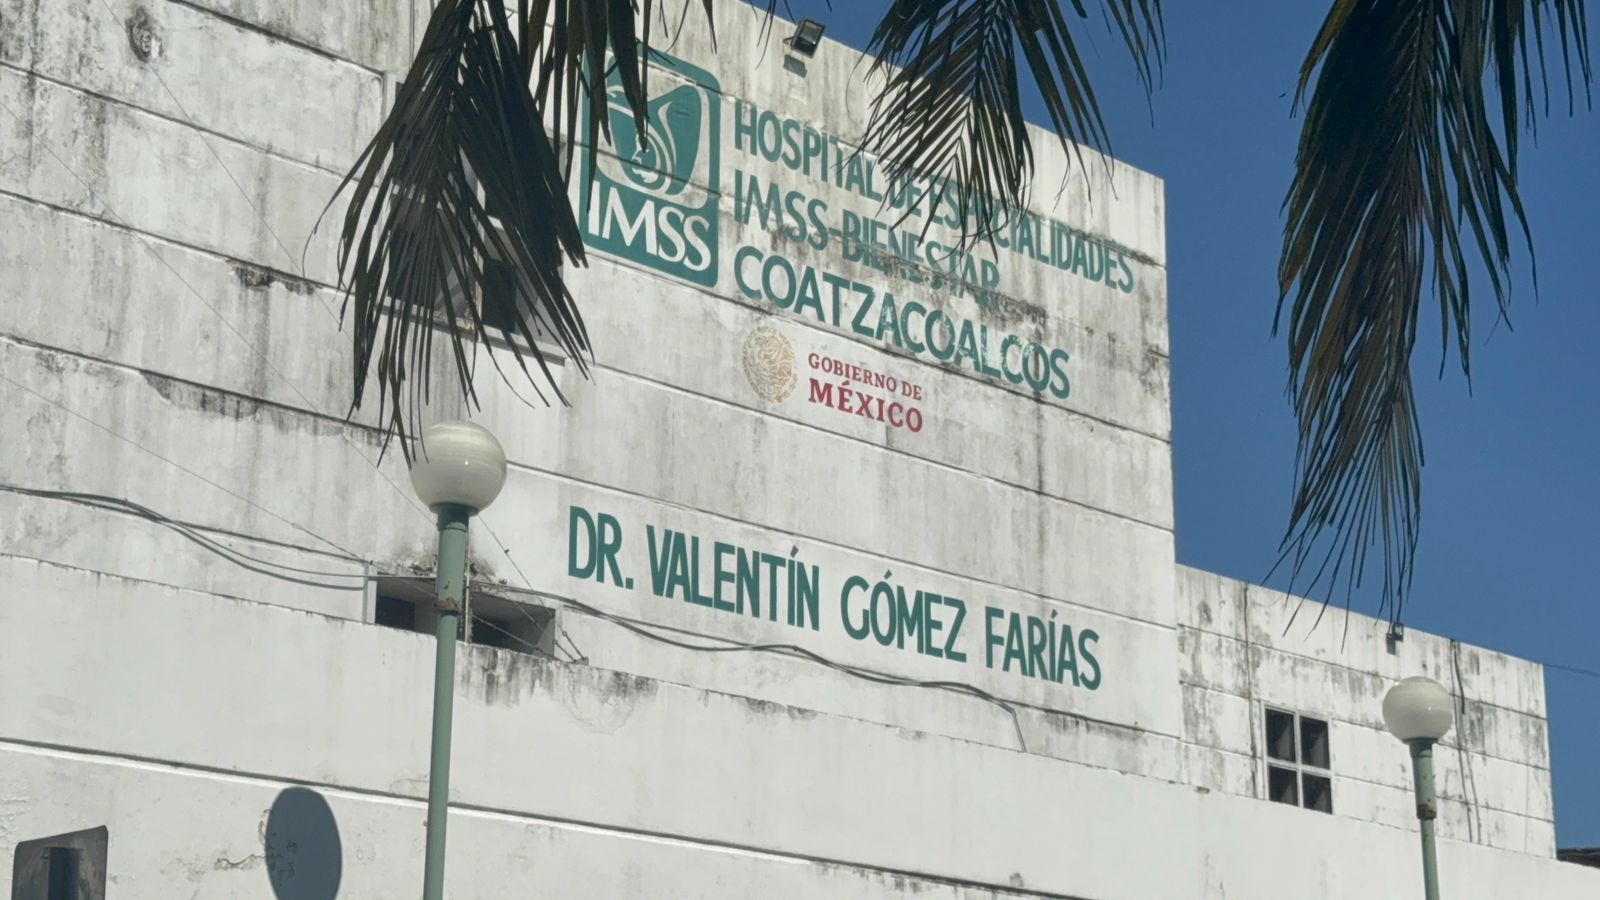 IMSS
HOSPITAL DE ESPECIALIDADES
IMSS-BIENESTAR
COATZACOALCOS
GOBIERNO DE
MÉXICO
DR. VALENTÍN GÓMEZ FARÍAS